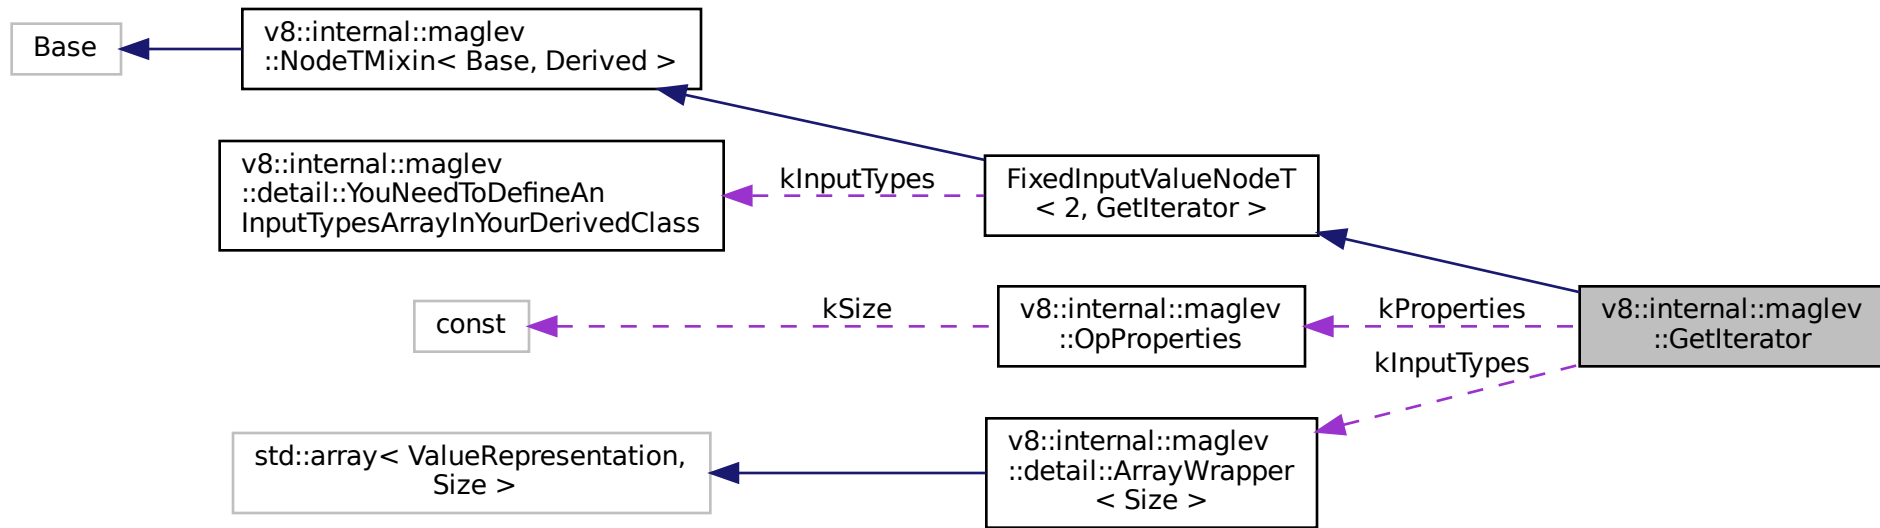 Base
v8::internal::maglev
::NodeTMixin< Base, Derived >
v8::internal::maglev
::detail::YouNeedToDefineAn
InputTypesArrayInYourDerivedClass
kInputTypes
FixedInputValueNodeT
< 2, GetIterator >
const
kSize
v8::internal::maglev
::OpProperties
kProperties
v8::internal::maglev
::GetIterator
kInputTypes
std::array< ValueRepresentation,
Size >
v8::internal::maglev
::detail::ArrayWrapper
< Size >